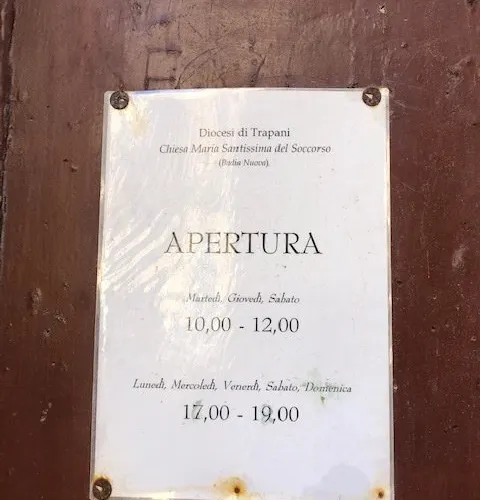 Diocesi di Trapani
Chiesa Maria Santissima del Soccorso
(Badia Nuova).
APERTURA
Martedì, Giovedì, Sabato
10,00 - 12,00
Lunedì, Mercoledì, Venerdì, Sabato, Domenica
17,00 - 19,00